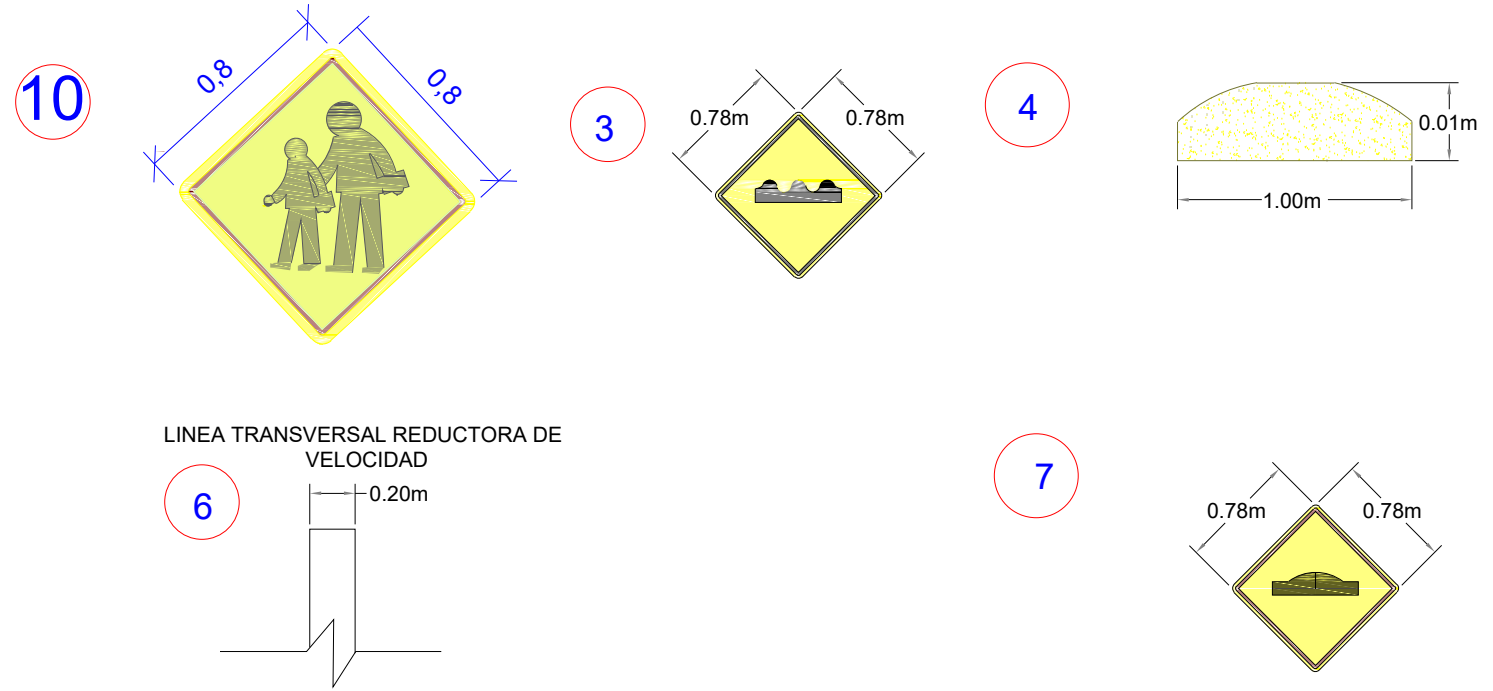 10
0,8
0,8
3
0.78m
0.78m
4
0.01m
1.00m
LINEA TRANSVERSAL REDUCTORA DE
VELOCIDAD
6
0.20m
7
0.78m
0.78m